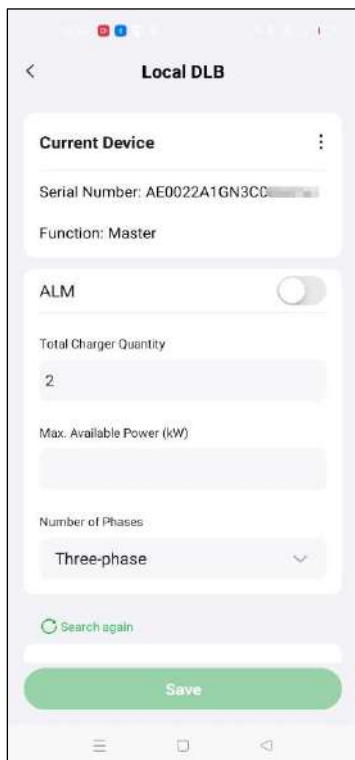 Local DLB
Current Device
Serial Number: AE0022A1GN3C0
Function: Master
ALM
Total Charger Quantity
2
Max. Available Power (kW)
Number of Phases
Three-phase
Search again
Save